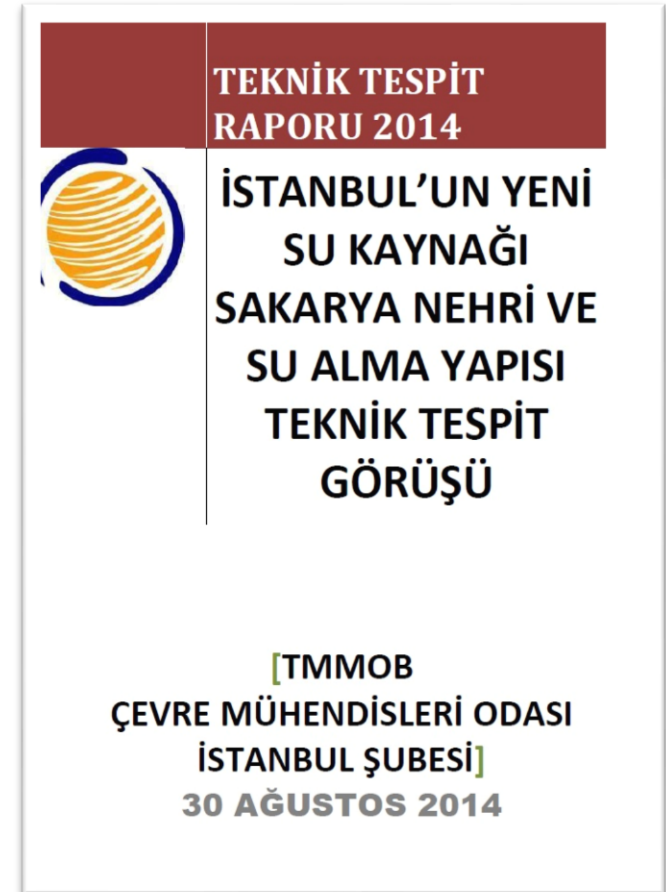 TEKNİK TESPİT
RAPORU 2014
İSTANBUL’UN YENİ
SU KAYNAĞI
SAKARYA NEHRİ VE
SU ALMA YAPISI
TEKNİK TESPİT
GÖRÜŞÜ
[TMMOB
ÇEVRE MÜHENDİSLERİ ODASI
İSTANBUL ŞUBESİ]
30 AĞUSTOS 2014